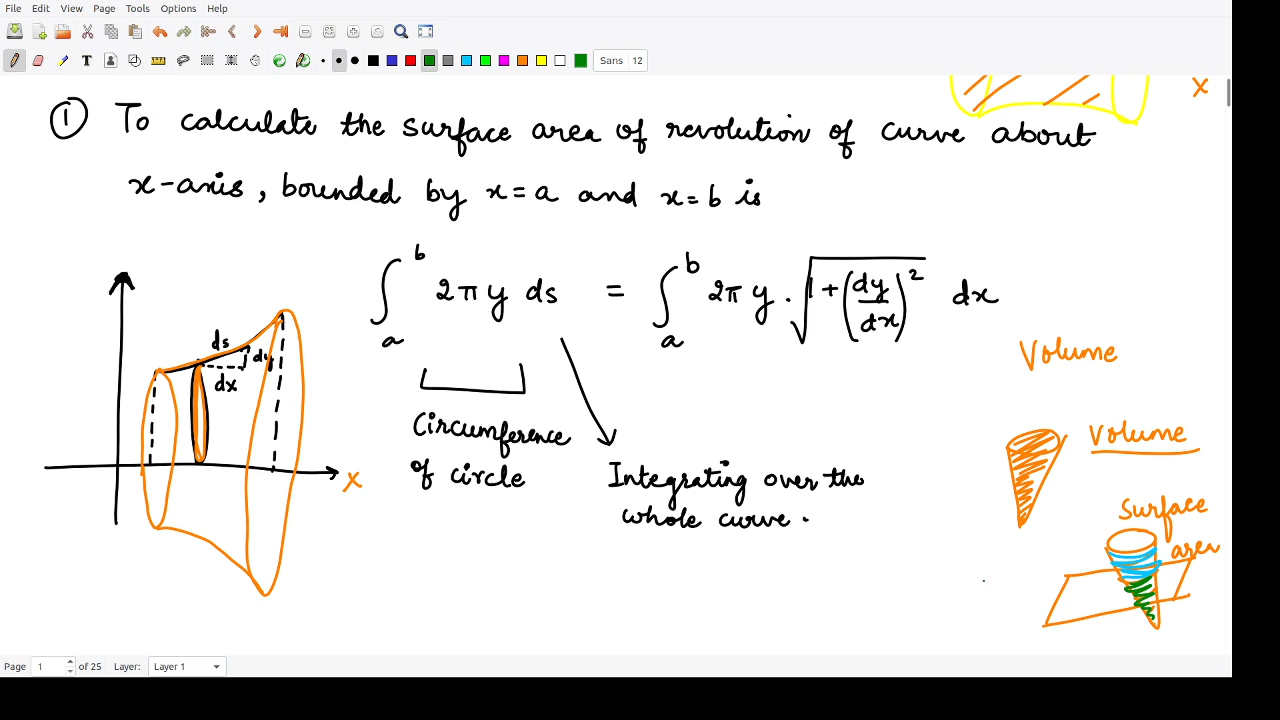 File Edit View Page Tools Options Help
Sans 12
X
① To calculate the surface area of revolution of curve about
x-axis, bounded by x=a and x=b is
∫_a^b 2πy ds = ∫_a^b 2πy . √(1+(dy/dx)²) dx
ds
dy
dx
X
Circumference
of circle
Integrating over the
whole curve .
Volume
Volume
Surface
area
Page 1 of 25 Layer: Layer 1